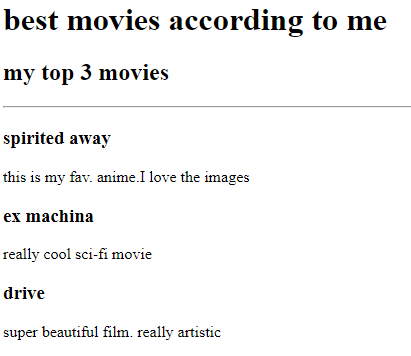 best movies according to me
my top 3 movies
spirited away
this is my fav. anime.I love the images
ex machina
really cool sci-fi movie
drive
super beautiful film. really artistic